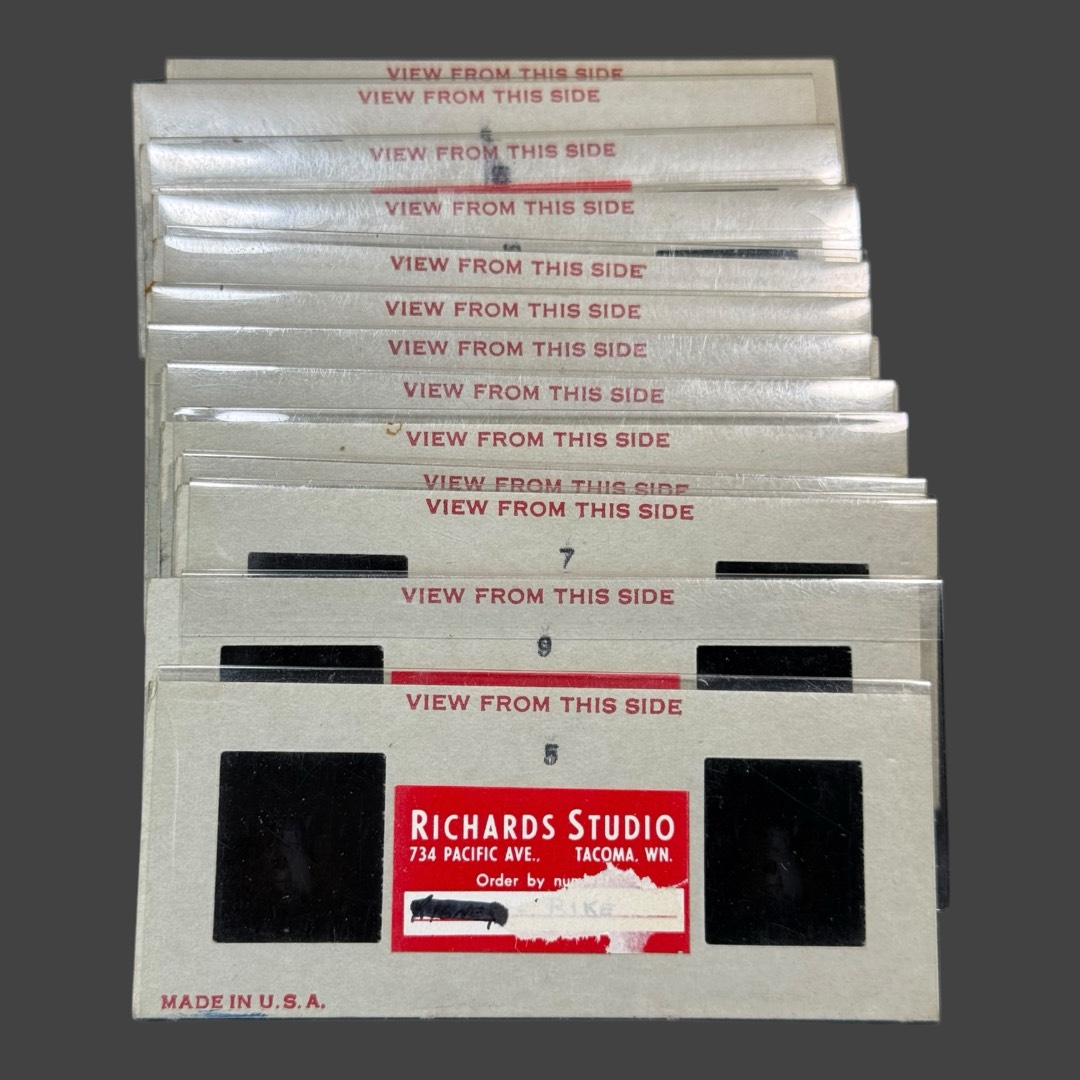 VIEW FROM THIS SIDE
VIEW FROM THIS SIDE
VIEW FROM THIS SIDE
VIEW FROM THIS SIDE
VIEW FROM THIS SIDE
VIEW FROM THIS SIDE
VIEW FROM THIS SIDE
VIEW FROM THIS SIDE
VIEW FROM THIS SIDE
VIEW FROM THIS SIDE
VIEW FROM THIS SIDE
7
VIEW FROM THIS SIDE
9
VIEW FROM THIS SIDE
5
RICHARDS STUDIO
734 PACIFIC AVE., TACOMA, WN.
Order by
RIKE
MADE IN U.S.A.